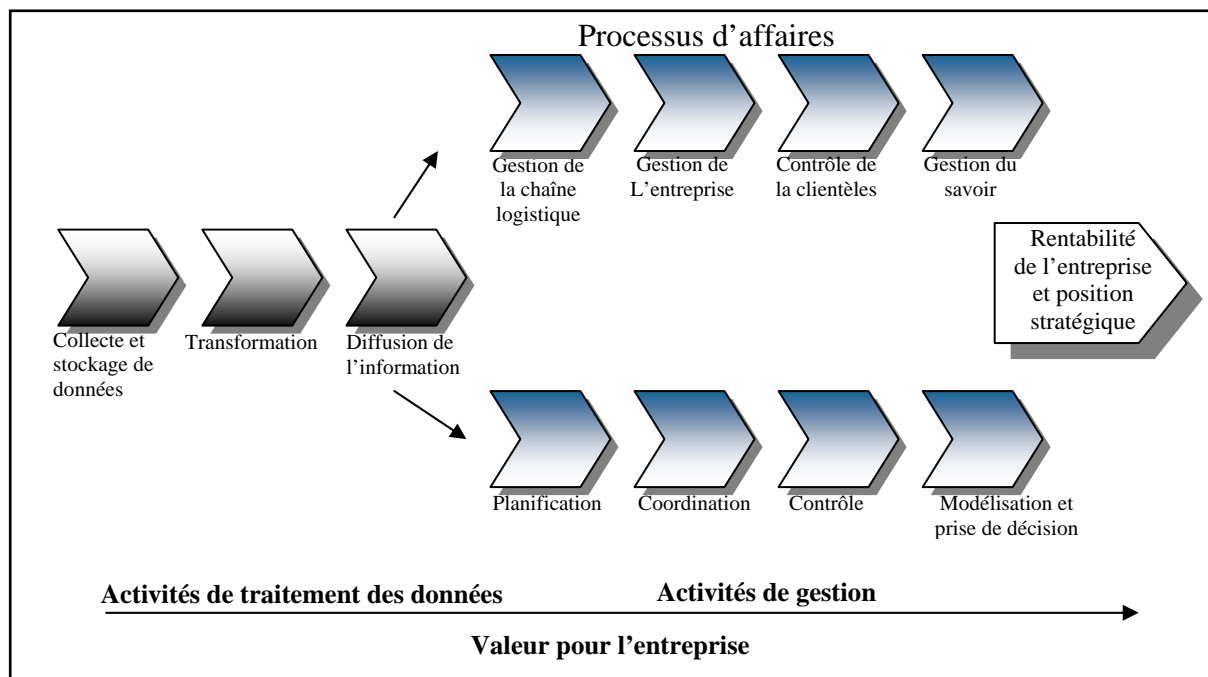 Processus d'affaires
Gestion de
la chaîne
logistique
Gestion de
L'entreprise
Contrôle de
la clientèles
Gestion du
savoir
Rentabilité
de l'entreprise
et position
stratégique
Collecte et
stockage de
données
Transformation
Diffusion de
l'information
Planification
Coordination
Contrôle
Modélisation et
prise de décision
Activités de traitement des données
Activités de gestion
Valeur pour l'entreprise